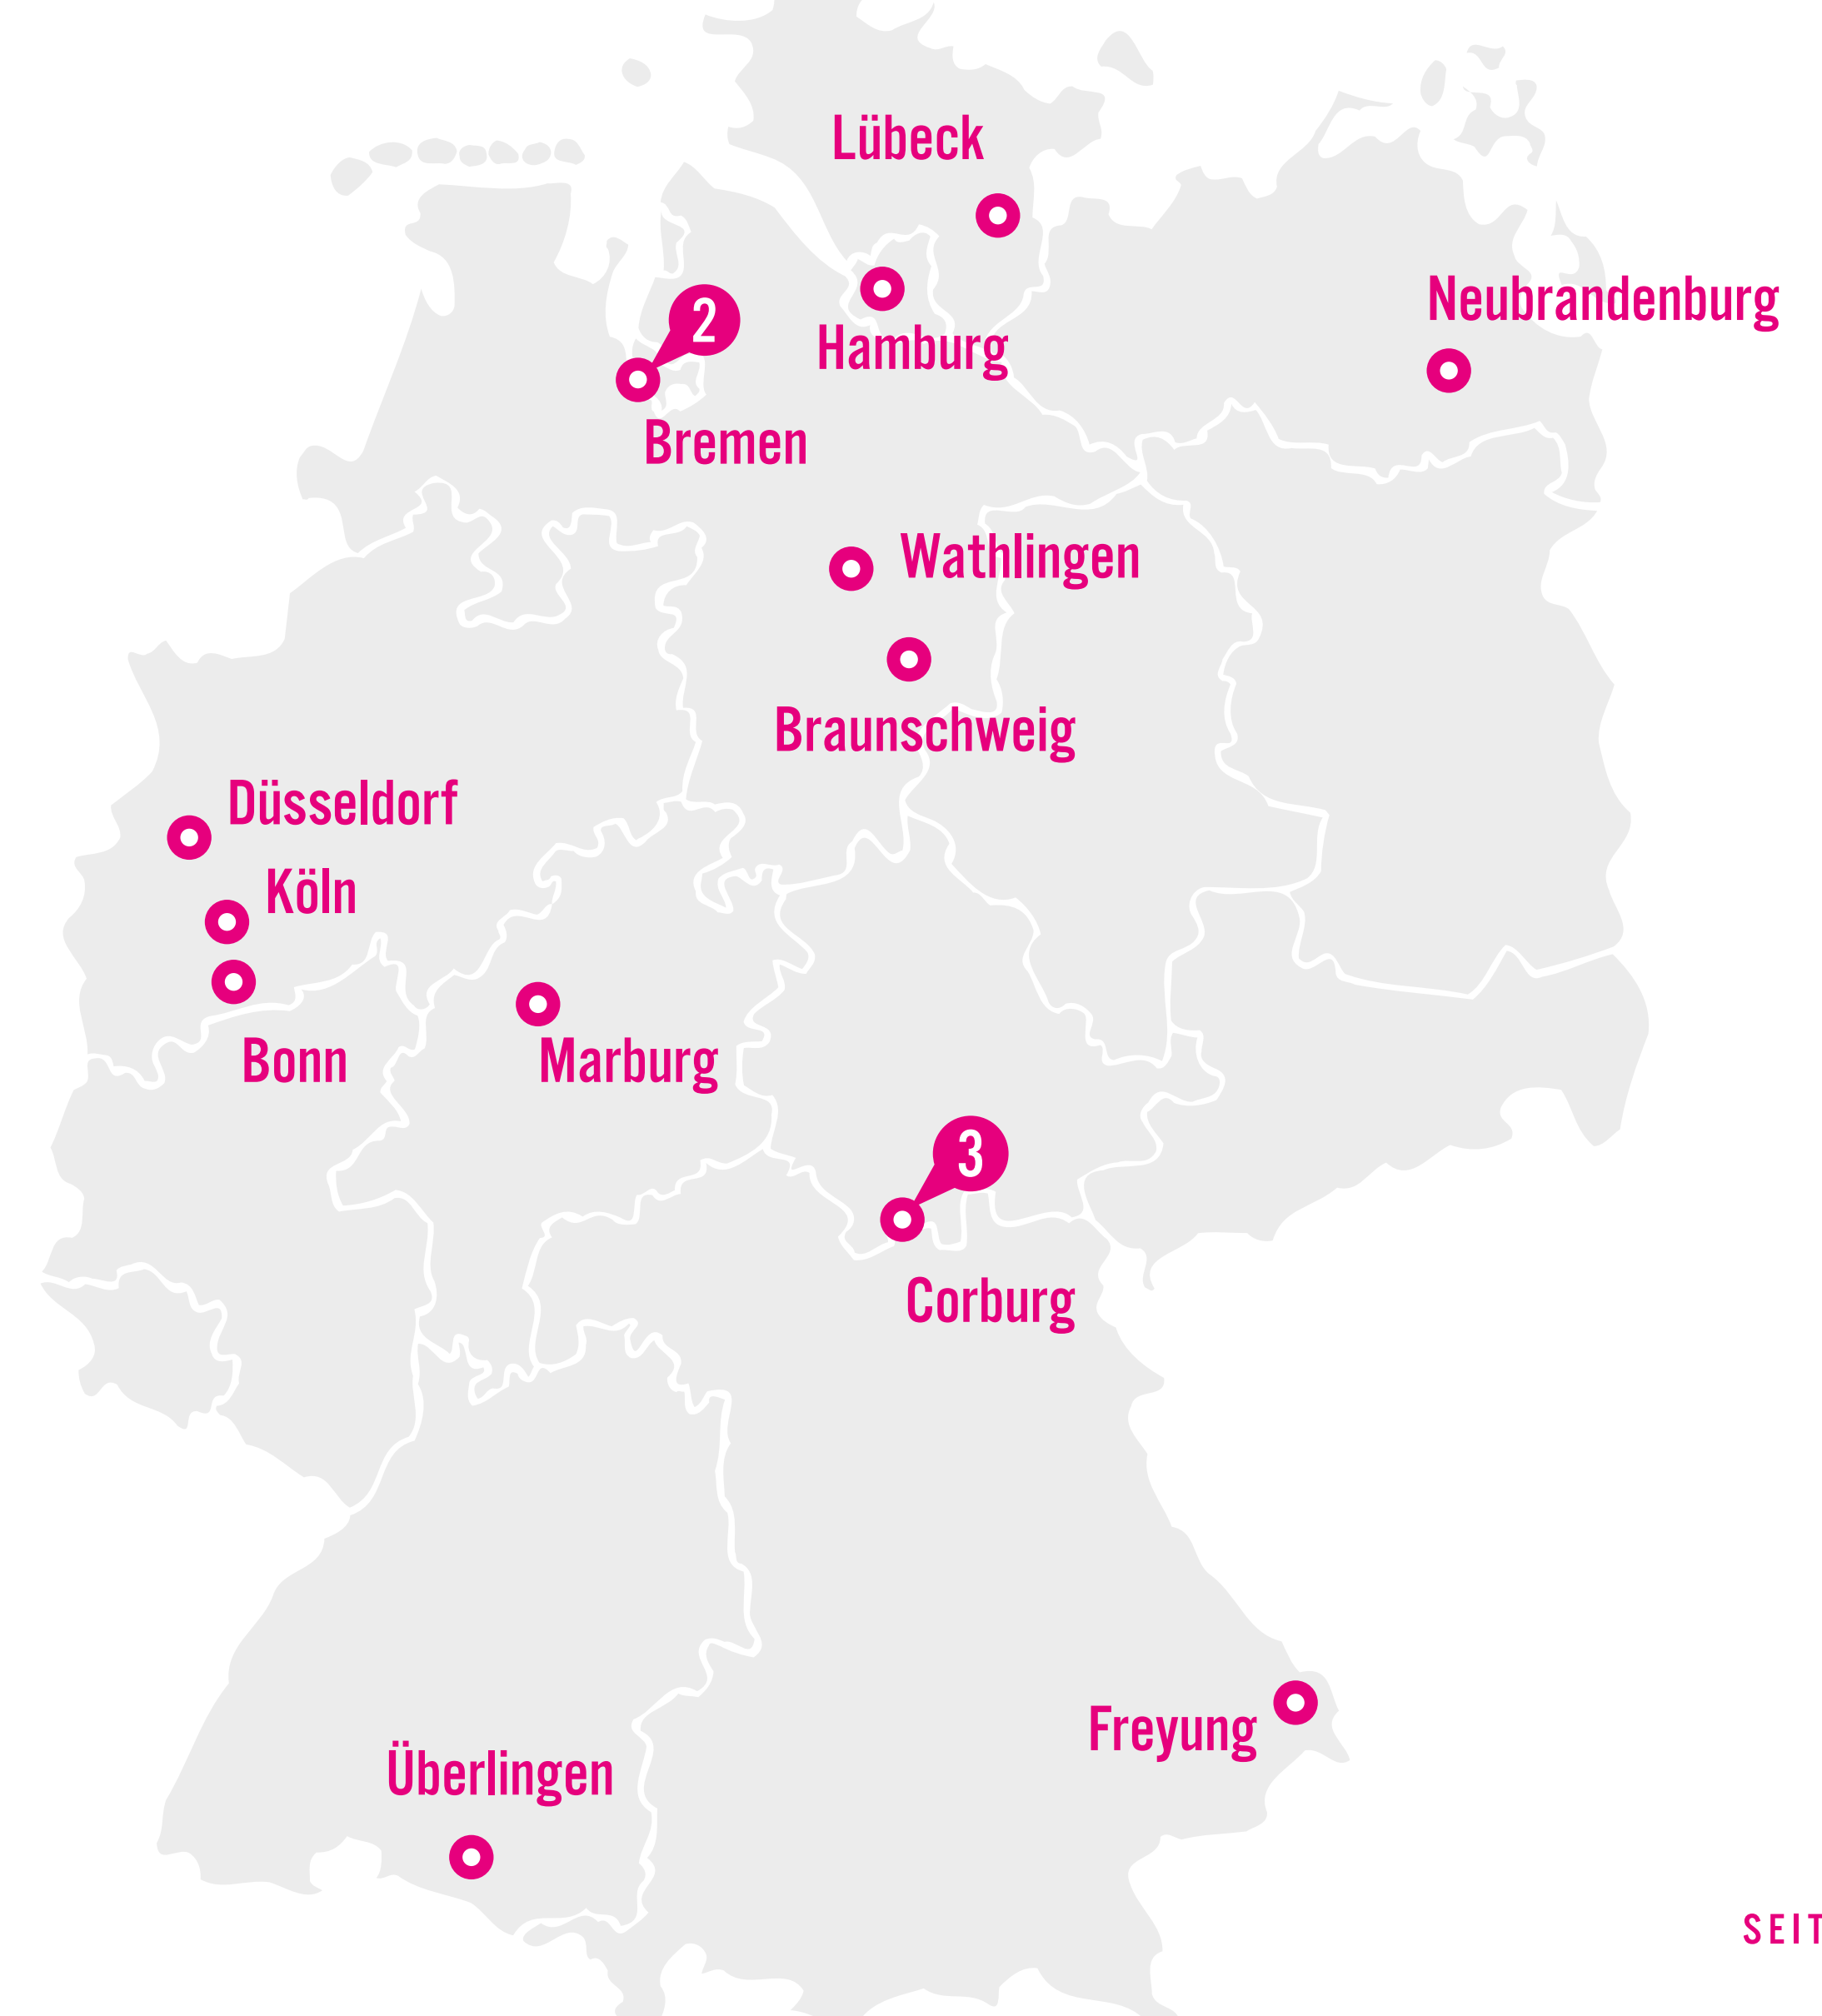 Lübeck
Neubrandenburg
2
Hamburg
Bremen
Wathlingen
Braunschweig
Düsseldorf
Köln
Bonn
Marburg
3
Corburg
Freyung
Überlingen
SEIT